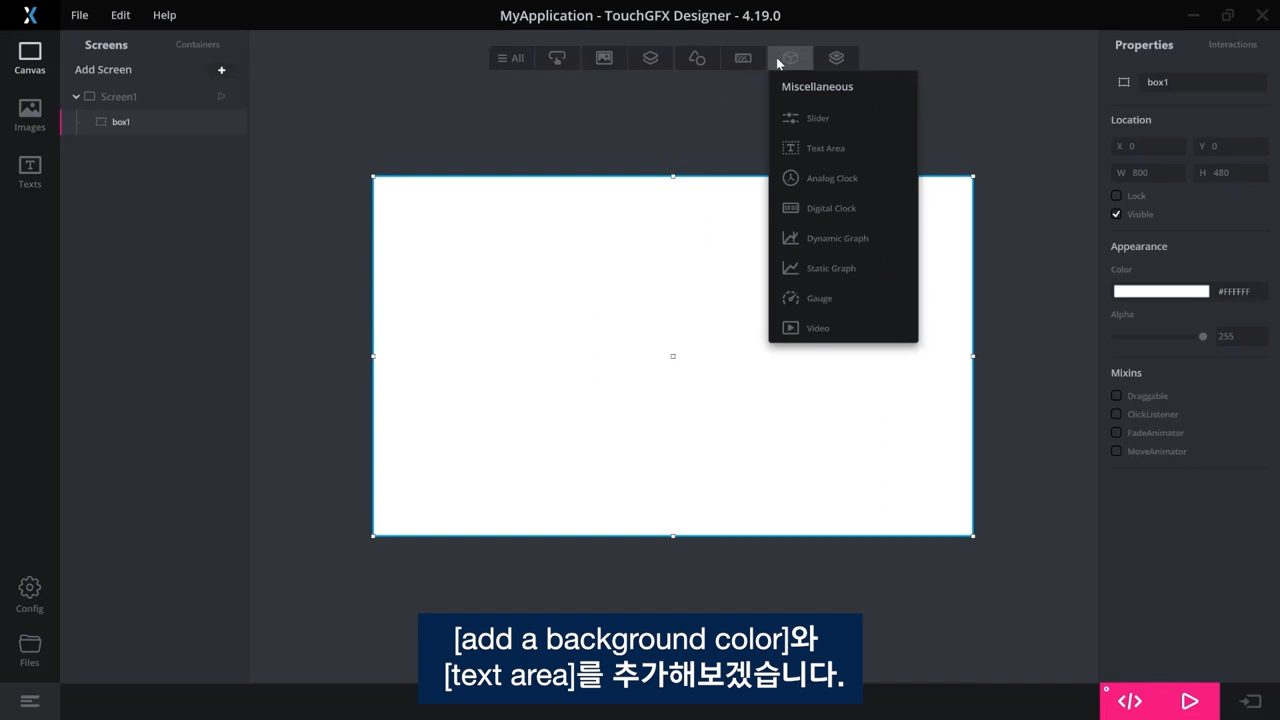 File Edit Help
MyApplication - TouchGFX Designer - 4.19.0
Canvas
Images
Texts
Config
Files
Screens Containers
Add Screen +
Screen1
box1
All
Miscellaneous
Slider
Text Area
Analog Clock
Digital Clock
Dynamic Graph
Static Graph
Gauge
Video
Properties Interactions
box1
Location
X 0 Y 0
W 800 H 480
Lock
Visible
Appearance
Color
#FFFFFF
Alpha
255
Mixins
Draggable
ClickListener
FadeAnimator
MoveAnimator
[add a background color]와
[text area]를 추가해보겠습니다.